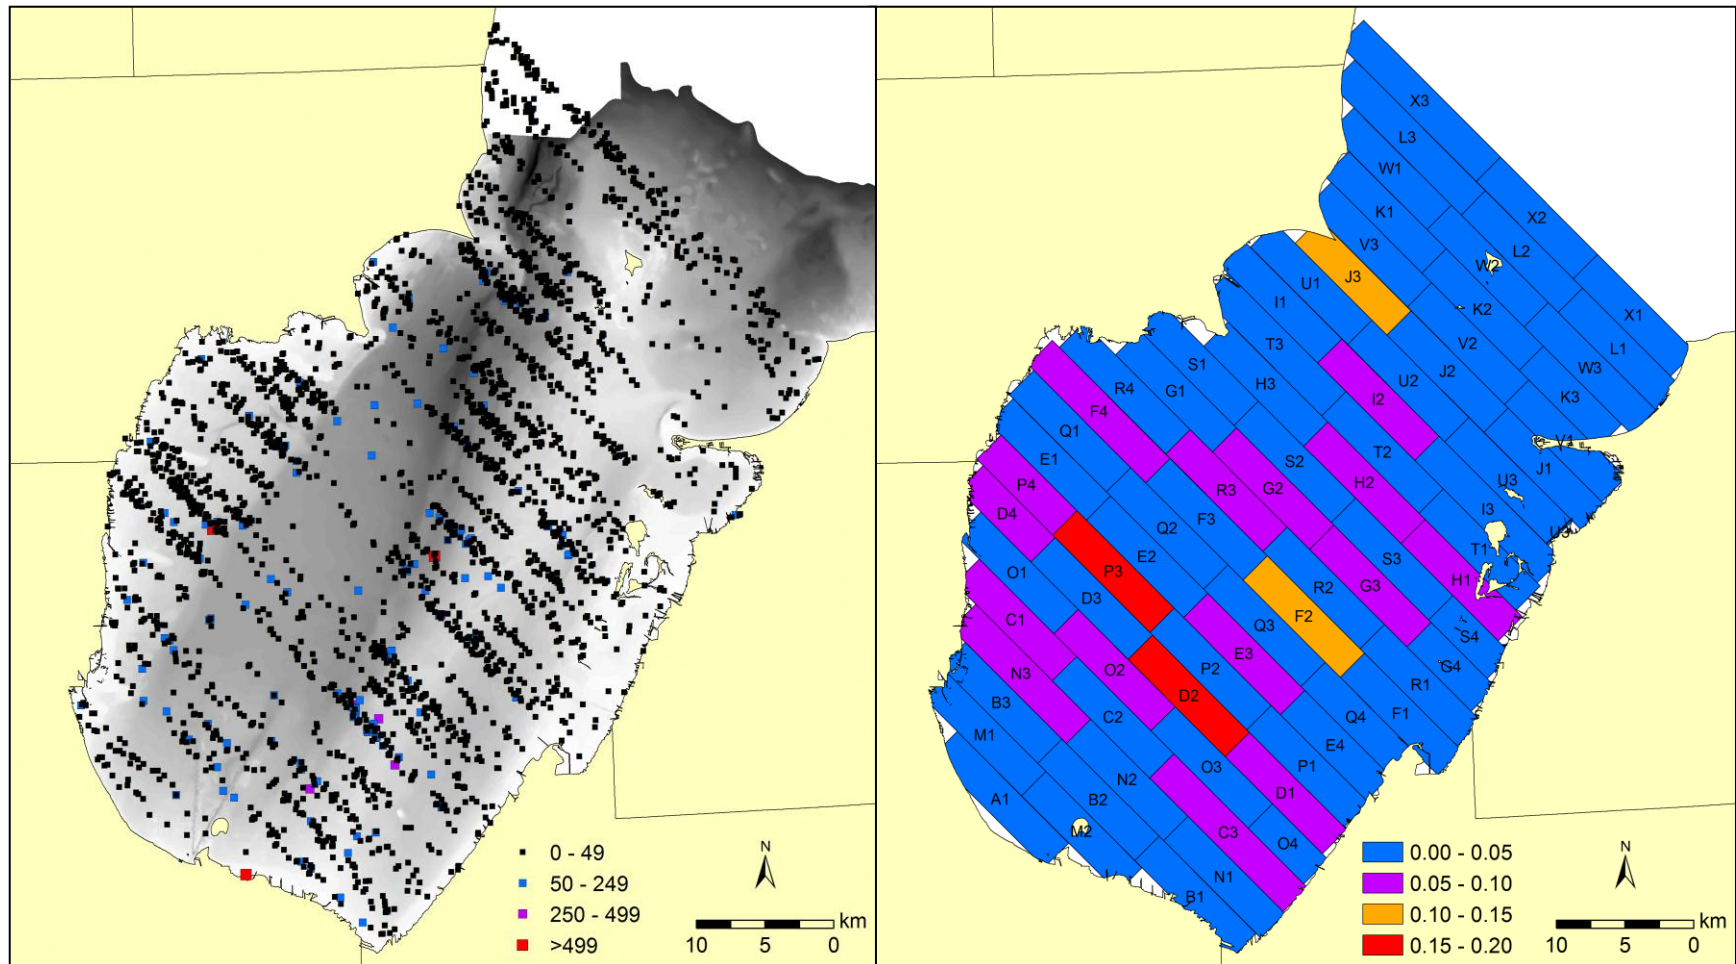 N
0 - 49
50 - 249
250 - 499
>499
km
10 5 0
X3
L3
W1
K1
X2
V3
L2
W2
J3
U1
I1
K2
X1
T3
V2
L1
S1
H3
U2
J2
W3
R4
G1
I2
K3
F4
Q1
T2
V1
E1
S2
J1
P4
R3
G2
H2
U3
D4
F3
I3
Q2
U3
E2
S3
T1
O1
P3
H1
D3
R2
G3
C1
F2
Q3
S4
E3
G4
N3
O2
P2
R1
D2
B3
C2
Q4
F1
M1
E4
O3
P1
N2
D1
A1
B2
M2
C3
O4
N1
B1
N
0.00 - 0.05
0.05 - 0.10
0.10 - 0.15
0.15 - 0.20
km
10 5 0